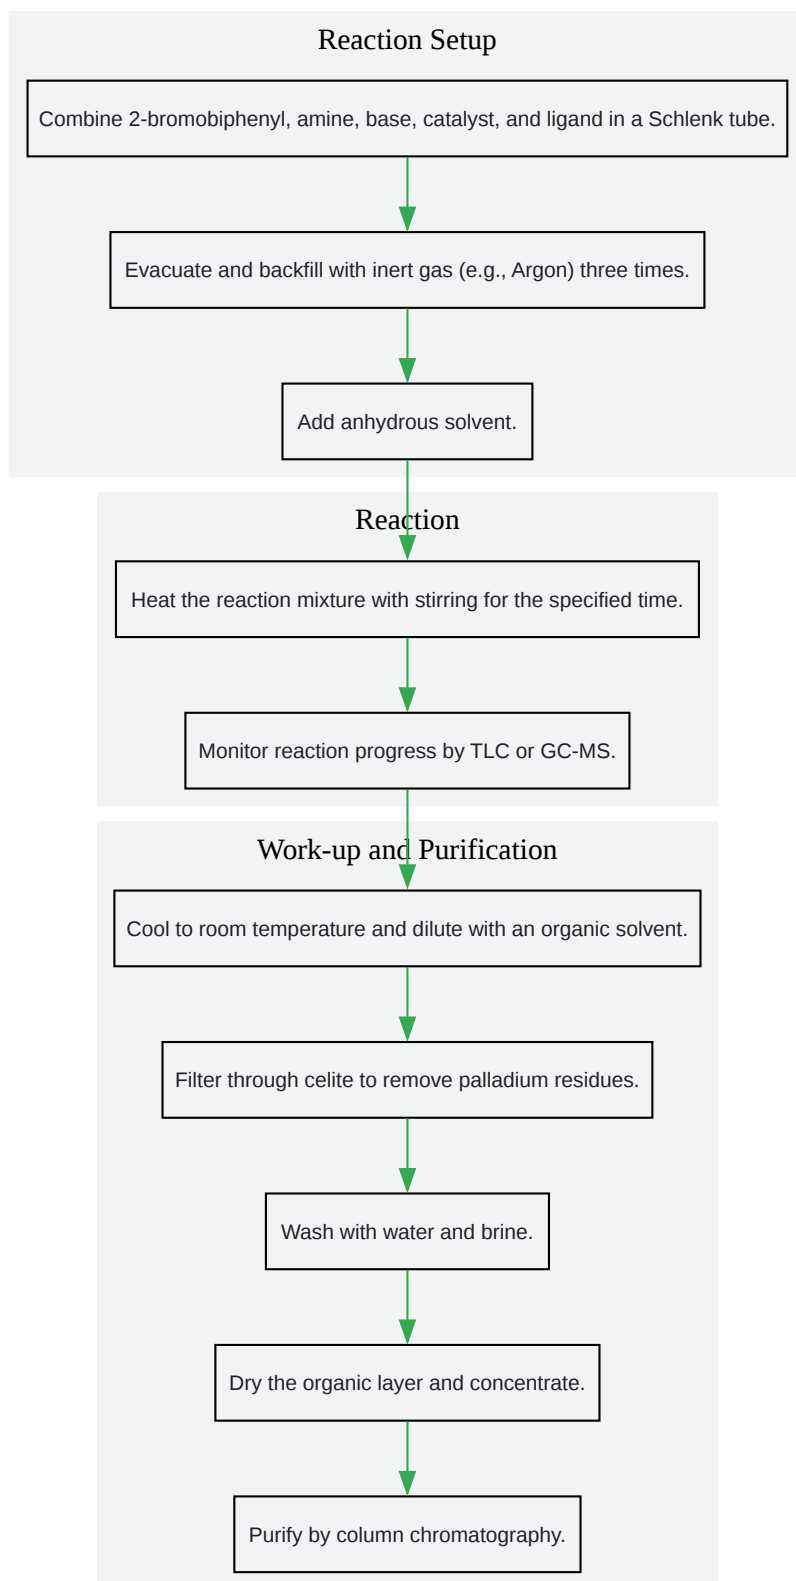 Reaction Setup
Combine 2-bromobiphenyl, amine, base, catalyst, and ligand in a Schlenk tube.
Evacuate and backfill with inert gas (e.g., Argon) three times.
Add anhydrous solvent.
Reaction
Heat the reaction mixture with stirring for the specified time.
Monitor reaction progress by TLC or GC-MS.
Work-up and Purification
Cool to room temperature and dilute with an organic solvent.
Filter through celite to remove palladium residues.
Wash with water and brine.
Dry the organic layer and concentrate.
Purify by column chromatography.